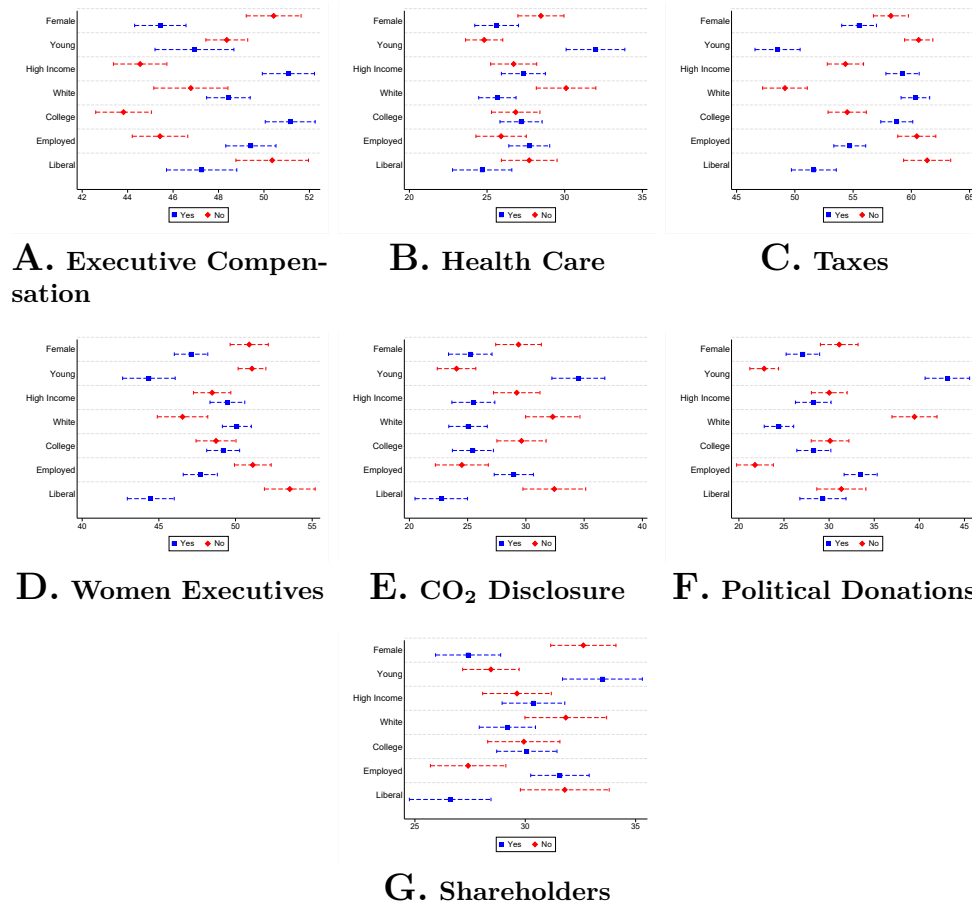 Female
Young
High Income
White
College
Employed
Liberal
42 44 46 48 50 52
Yes No
A. Executive Compen-
sation
Female
Young
High Income
White
College
Employed
Liberal
20 25 30 35
Yes No
B. Health Care
Female
Young
High Income
White
College
Employed
Liberal
45 50 55 60 65
Yes No
C. Taxes
Female
Young
High Income
White
College
Employed
Liberal
40 45 50 55
Yes No
D. Women Executives
Female
Young
High Income
White
College
Employed
Liberal
20 25 30 35 40
Yes No
E. CO₂ Disclosure
Female
Young
High Income
White
College
Employed
Liberal
20 25 30 35 40 45
Yes No
F. Political Donations
Female
Young
High Income
White
College
Employed
Liberal
25 30 35
Yes No
G. Shareholders